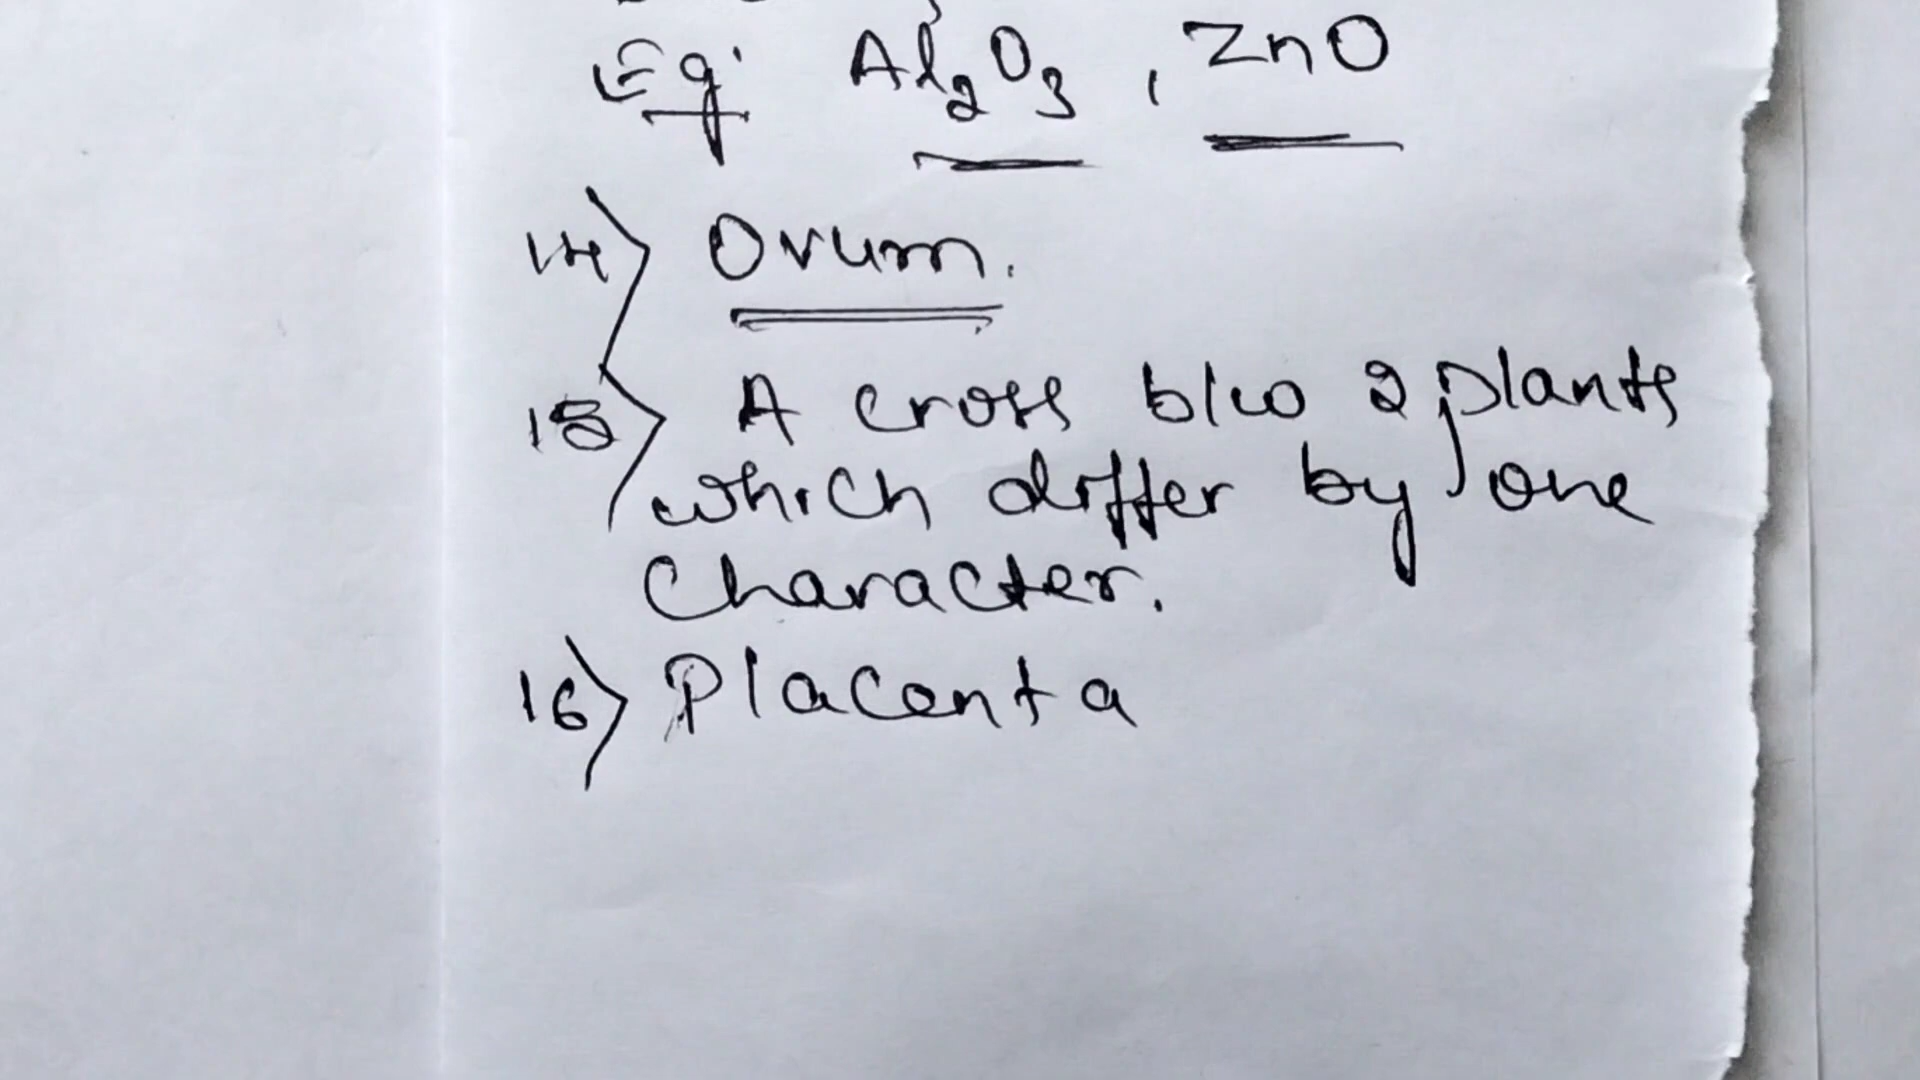 Eg: Al₂O₃, ZnO
14) Ovum.
15) A cross b/w 2 plants
which differ by one
Character.
16) Placenta